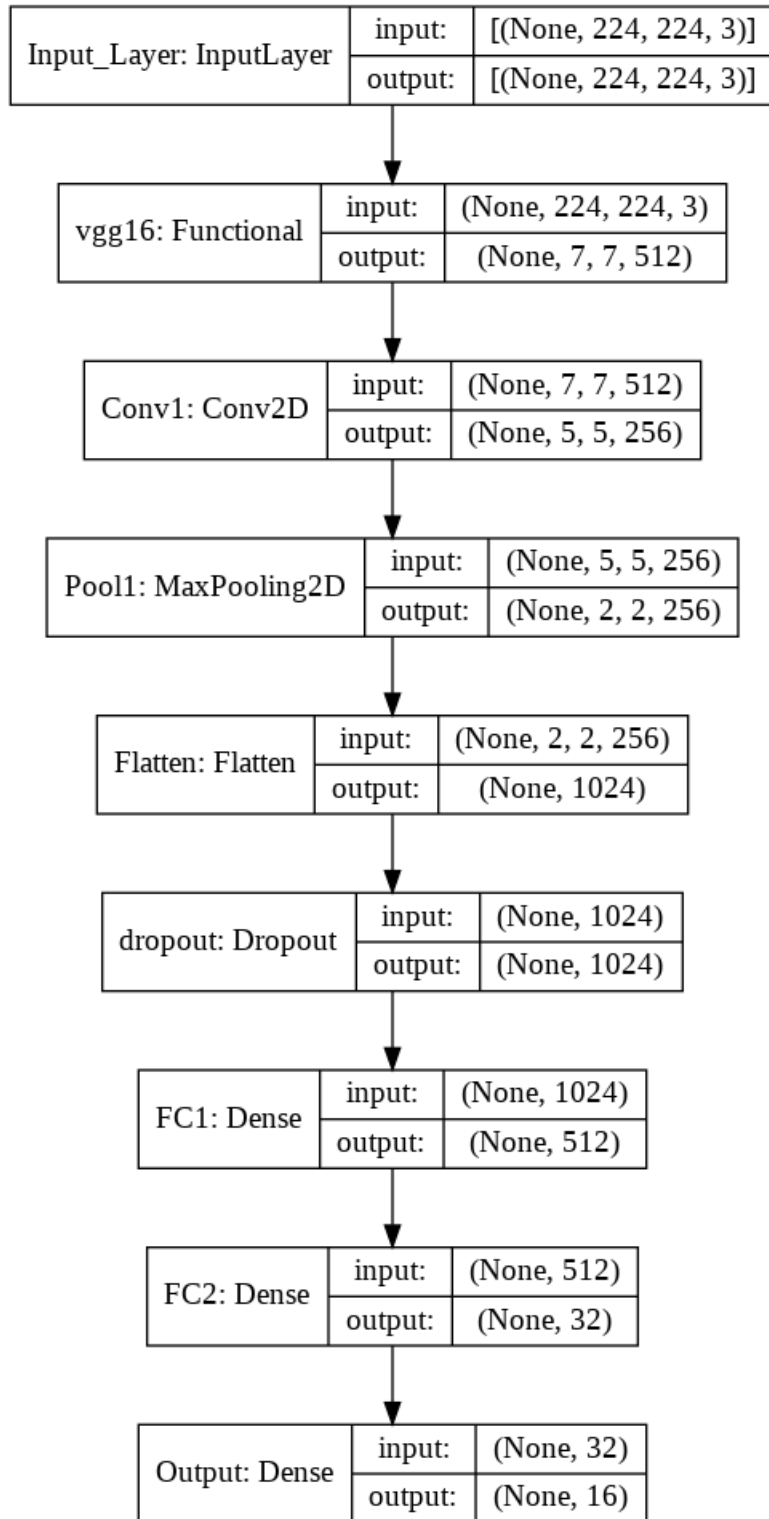 Input_Layer: InputLayer
input:
[(None, 224, 224, 3)]
output:
[(None, 224, 224, 3)]
vgg16: Functional
input:
(None, 224, 224, 3)
output:
(None, 7, 7, 512)
Conv1: Conv2D
input:
(None, 7, 7, 512)
output:
(None, 5, 5, 256)
Pool1: MaxPooling2D
input:
(None, 5, 5, 256)
output:
(None, 2, 2, 256)
Flatten: Flatten
input:
(None, 2, 2, 256)
output:
(None, 1024)
dropout: Dropout
input:
(None, 1024)
output:
(None, 1024)
FC1: Dense
input:
(None, 1024)
output:
(None, 512)
FC2: Dense
input:
(None, 512)
output:
(None, 32)
Output: Dense
input:
(None, 32)
output:
(None, 16)